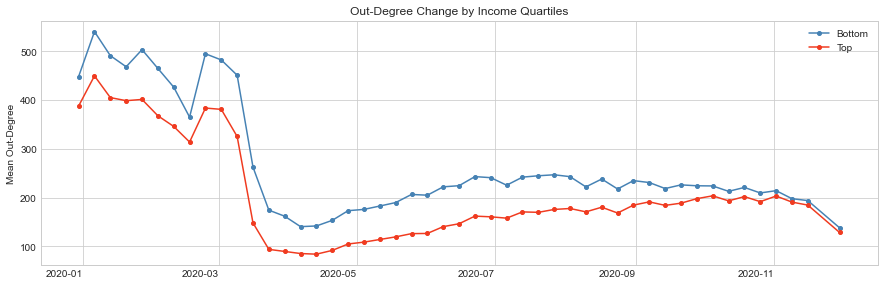 Out-Degree Change by Income Quartiles
Bottom
Top
Mean Out-Degree
500
400
300
200
100
2020-01 2020-03 2020-05 2020-07 2020-09 2020-11